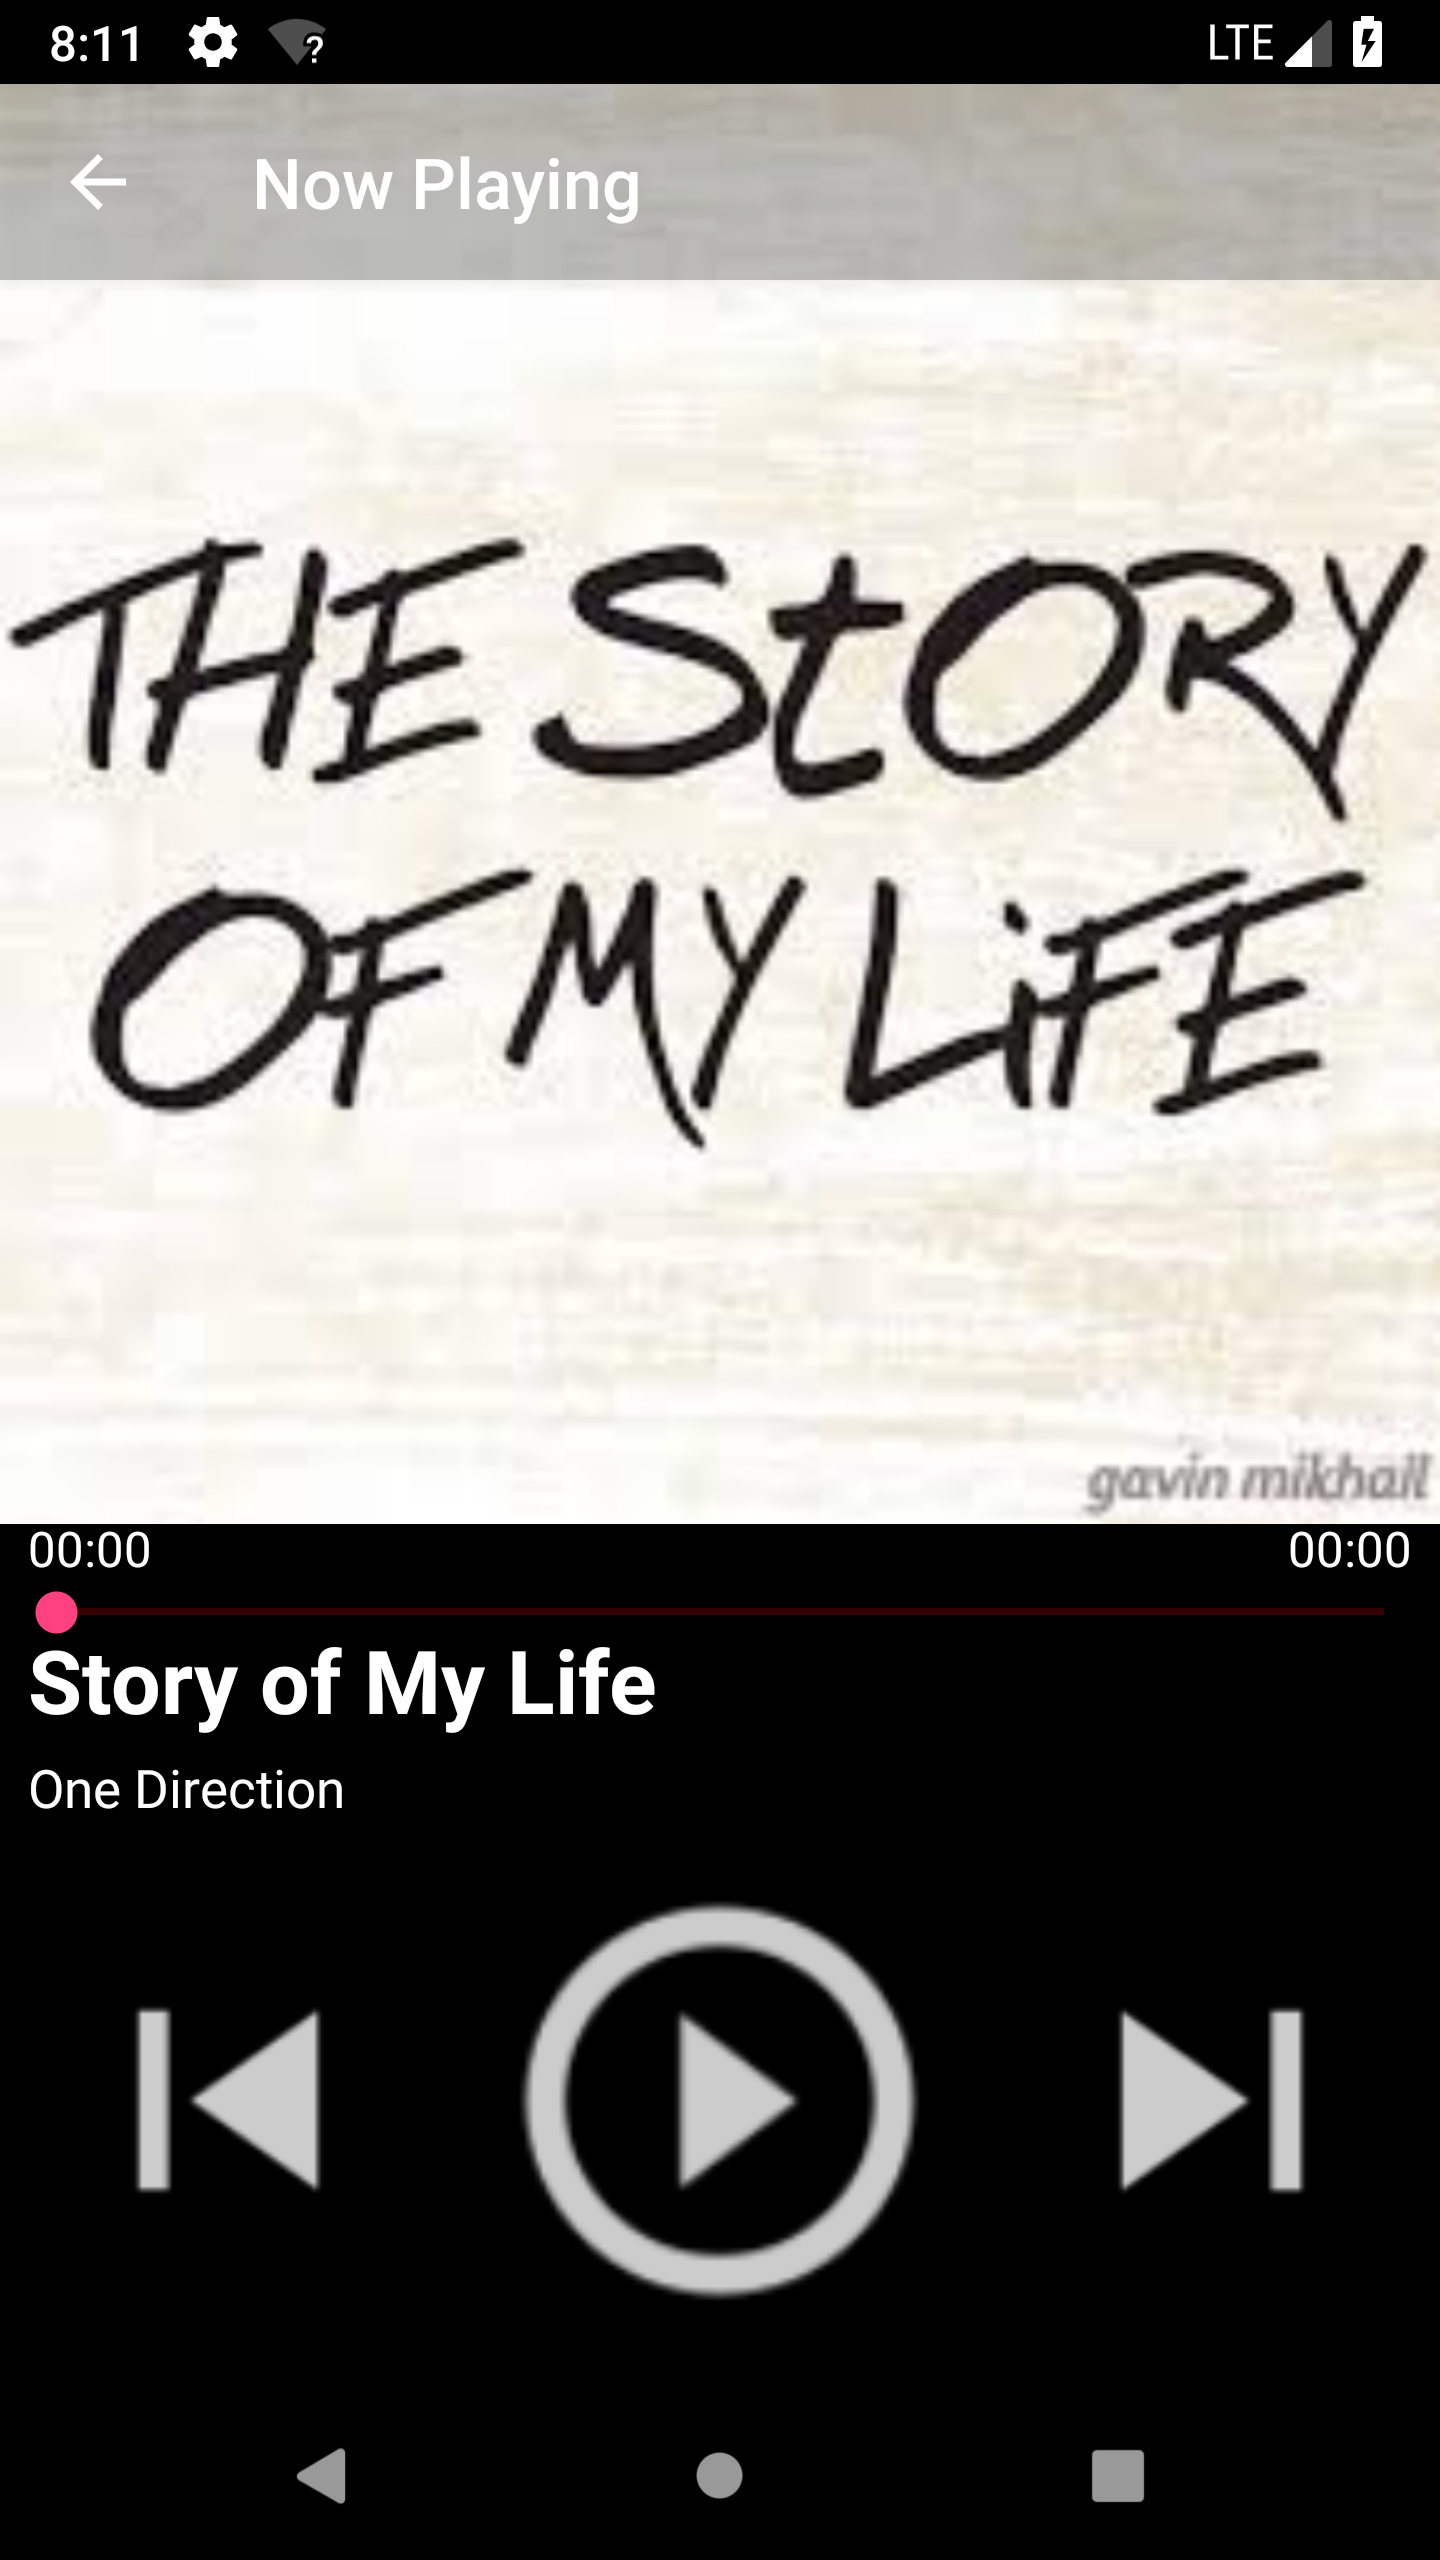 8:11 ? LTE
Now Playing
THE StORY
OF MY LiFE
gavin mikhail
00:00 00:00
Story of My Life
One Direction